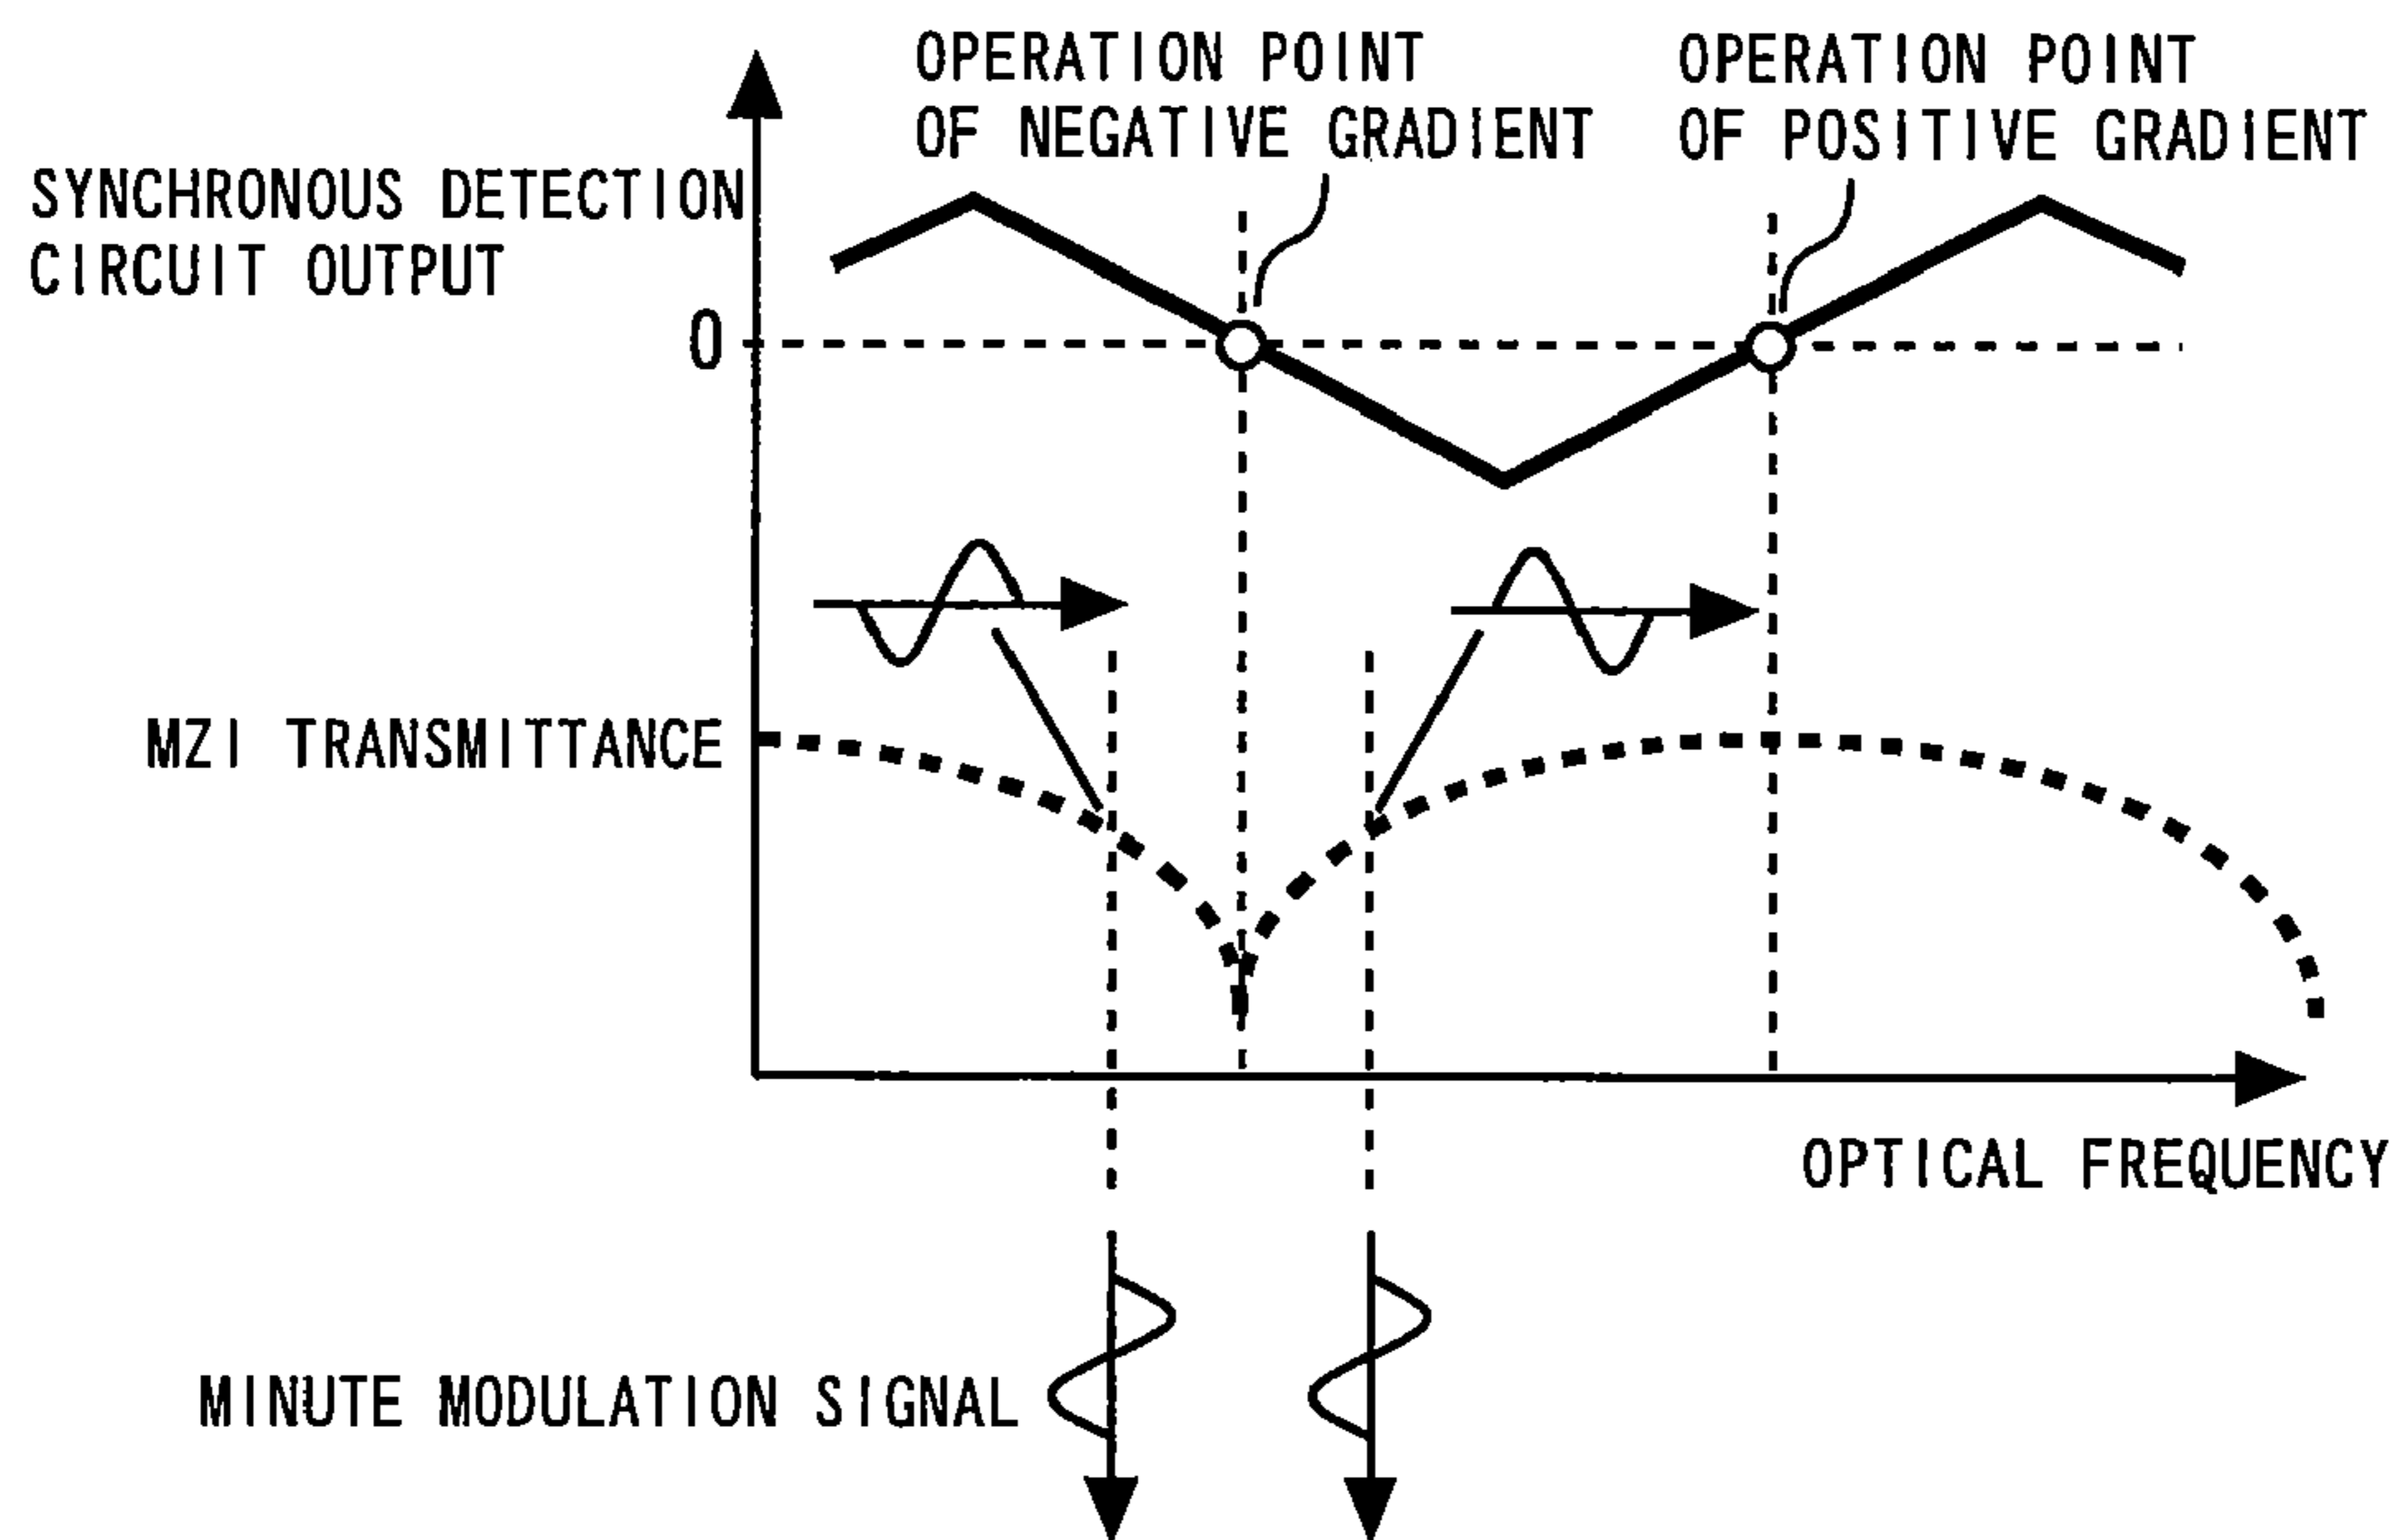 OPERATION POINT
OF NEGATIVE GRADIENT
OPERATION POINT
OF POSITIVE GRADIENT
SYNCHRONOUS DETECTION
CIRCUIT OUTPUT
0
MZI TRANSMITTANCE
OPTICAL FREQUENCY
MINUTE MODULATION SIGNAL